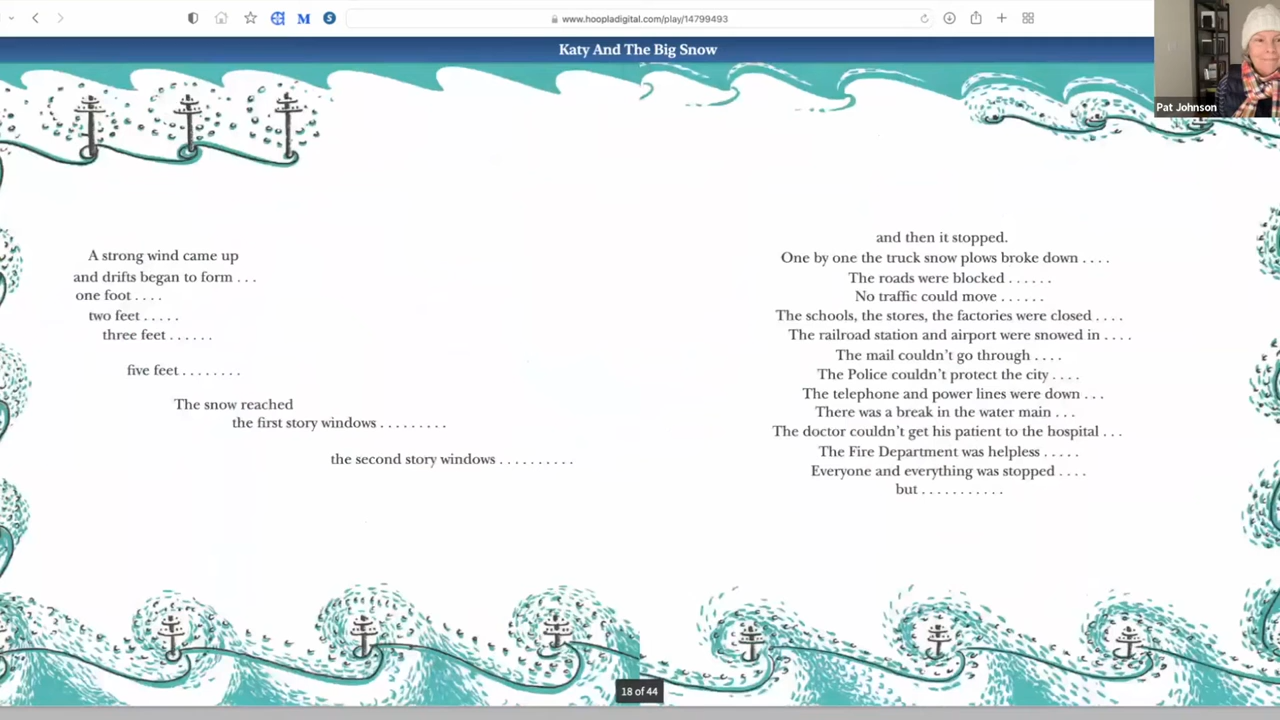 www.hoopladigital.com/play/14799493
Katy And The Big Snow
Pat Johnson
A strong wind came up
and drifts began to form . . .
one foot . . . .
two feet . . . . .
three feet . . . . . .
five feet . . . . . . . .
The snow reached
the first story windows . . . . . . . . .
the second story windows . . . . . . . . . .
and then it stopped.
One by one the truck snow plows broke down . . . .
The roads were blocked . . . . . .
No traffic could move . . . . . .
The schools, the stores, the factories were closed . . . .
The railroad station and airport were snowed in . . . .
The mail couldn’t go through . . . .
The Police couldn’t protect the city . . . .
The telephone and power lines were down . . .
There was a break in the water main . . .
The doctor couldn’t get his patient to the hospital . . .
The Fire Department was helpless . . . . .
Everyone and everything was stopped . . . .
but . . . . . . . . . . .
18 of 44